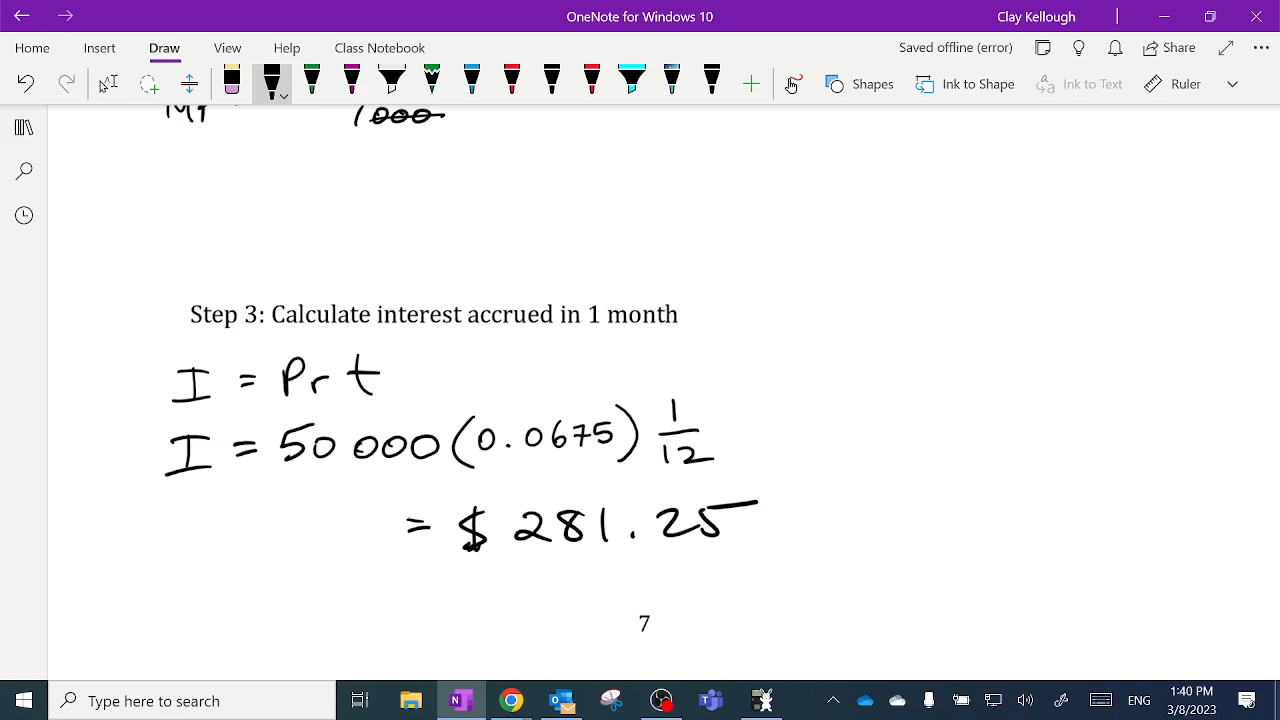 OneNote for Windows 10
Clay Kellough
Home Insert Draw View Help Class Notebook
Saved offline (error)
Share
Shapes
Ink to Shape
Ink to Text
Ruler
1000
Step 3: Calculate interest accrued in 1 month
I = Prt
I = 50 000 (0.0675) 1/12
= $ 281.25
7
Type here to search
ENG
1:40 PM
3/8/2023